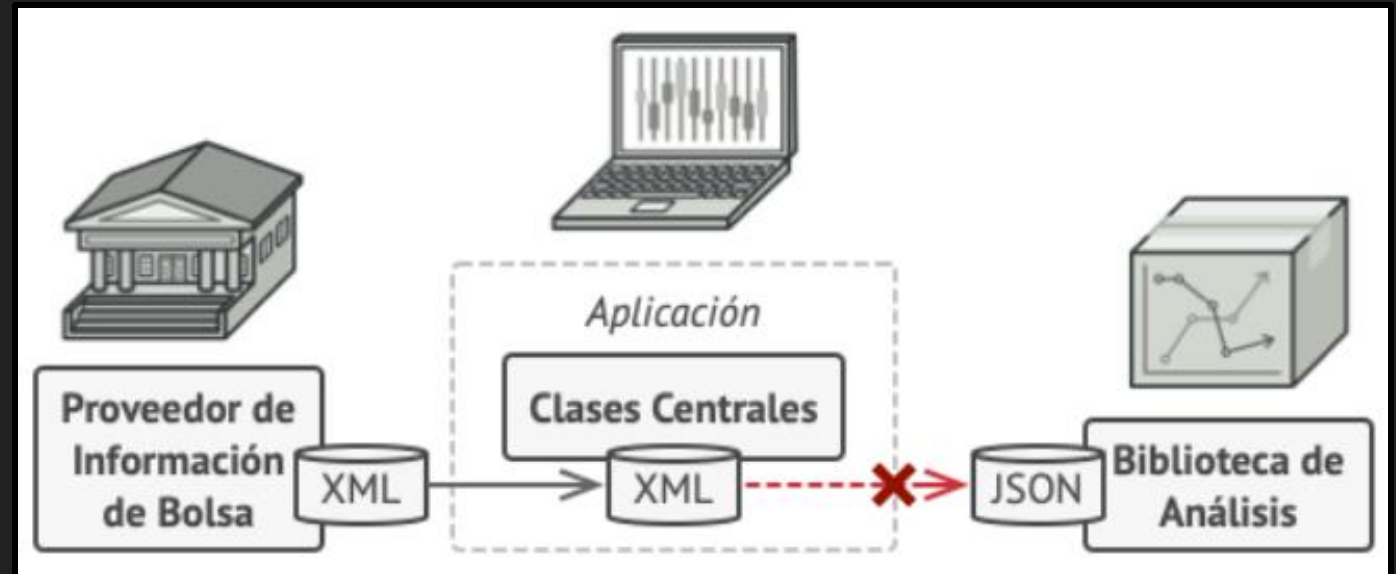 Aplicación
Proveedor de
Información
de Bolsa
XML
Clases Centrales
XML
JSON
Biblioteca de
Análisis